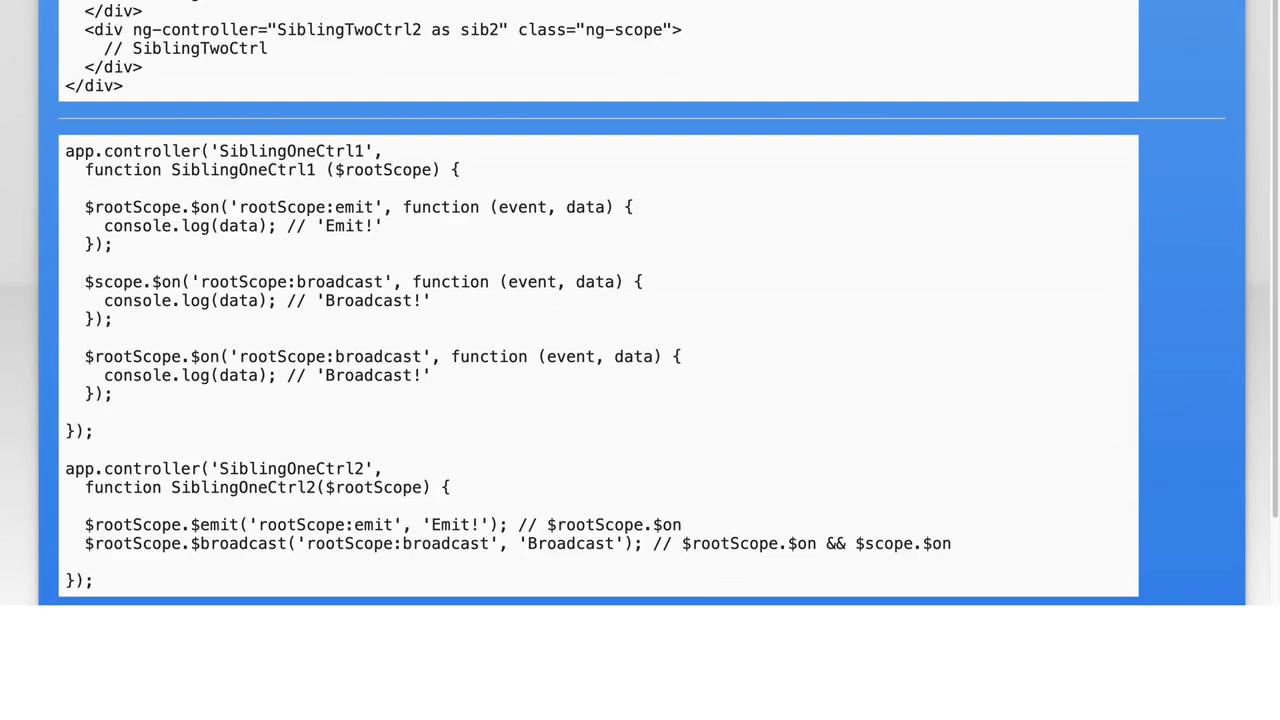 </div>
<div ng-controller="SiblingTwoCtrl2 as sib2" class="ng-scope">
// SiblingTwoCtrl
</div>
</div>
app.controller('SiblingOneCtrl1',
function SiblingOneCtrl1 ($rootScope) {
$rootScope.$on('rootScope:emit', function (event, data) {
console.log(data); // 'Emit!'
});
$scope.$on('rootScope:broadcast', function (event, data) {
console.log(data); // 'Broadcast!'
});
$rootScope.$on('rootScope:broadcast', function (event, data) {
console.log(data); // 'Broadcast!'
});
});
app.controller('SiblingOneCtrl2',
function SiblingOneCtrl2($rootScope) {
$rootScope.$emit('rootScope:emit', 'Emit!'); // $rootScope.$on
$rootScope.$broadcast('rootScope:broadcast', 'Broadcast'); // $rootScope.$on && $scope.$on
});